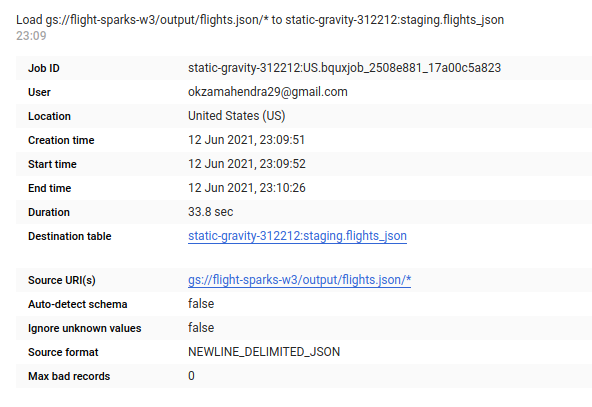 Load gs://flight-sparks-w3/output/flights.json/* to static-gravity-312212:staging.flights_json
23:09
Job ID static-gravity-312212:US.bquxjob_2508e881_17a00c5a823
User okzamahendra29@gmail.com
Location United States (US)
Creation time 12 Jun 2021, 23:09:51
Start time 12 Jun 2021, 23:09:52
End time 12 Jun 2021, 23:10:26
Duration 33.8 sec
Destination table static-gravity-312212:staging.flights_json
Source URI(s) gs://flight-sparks-w3/output/flights.json/*
Auto-detect schema false
Ignore unknown values false
Source format NEWLINE_DELIMITED_JSON
Max bad records 0